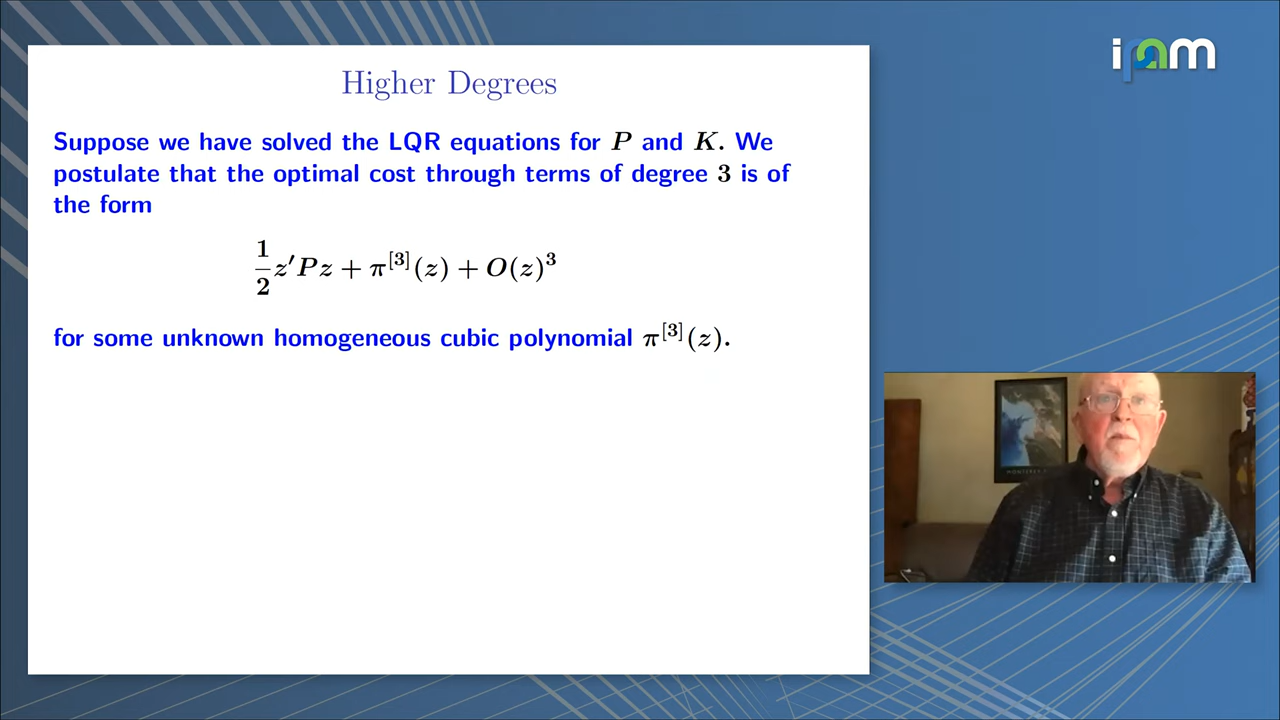 ipam
Higher Degrees
Suppose we have solved the LQR equations for P and K. We
postulate that the optimal cost through terms of degree 3 is of
the form
1/2 z′Pz + π^[3](z) + O(z)^3
for some unknown homogeneous cubic polynomial π^[3](z).